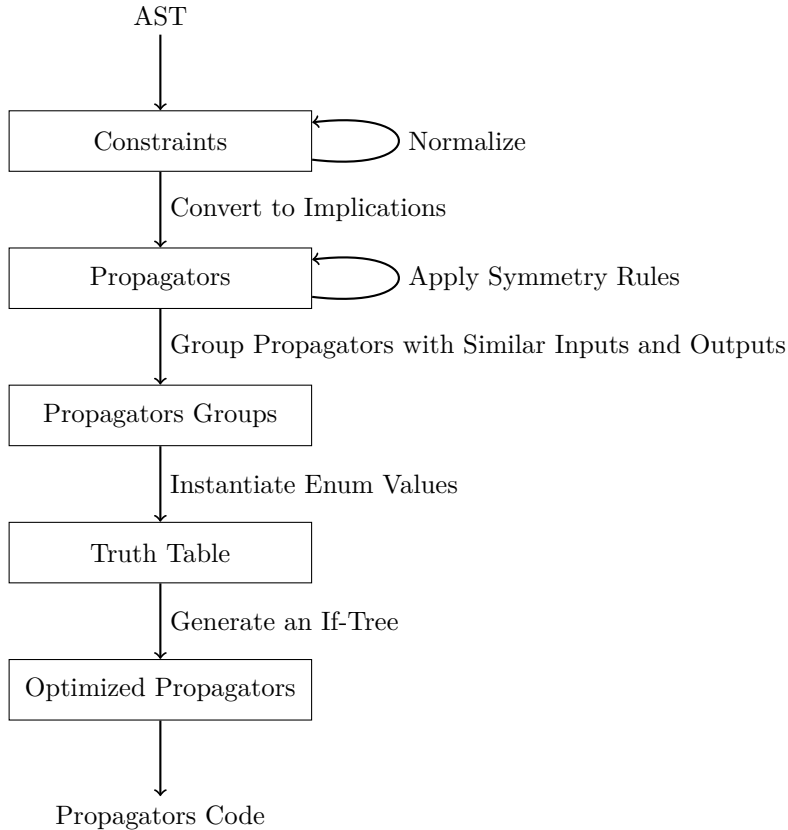 AST
Constraints
Normalize
Convert to Implications
Propagators
Apply Symmetry Rules
Group Propagators with Similar Inputs and Outputs
Propagators Groups
Instantiate Enum Values
Truth Table
Generate an If-Tree
Optimized Propagators
Propagators Code